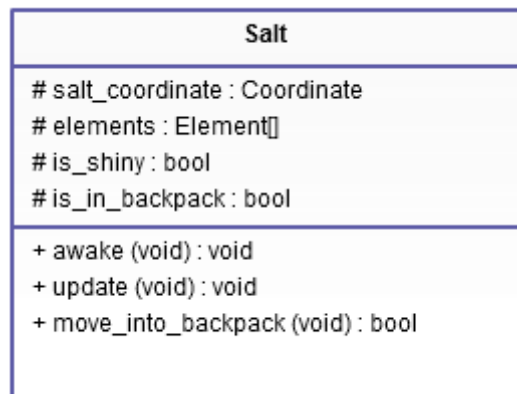 Salt
# salt_coordinate : Coordinate
# elements : Element[]
# is_shiny : bool
# is_in_backpack : bool
+ awake (void) : void
+ update (void) : void
+ move_into_backpack (void) : bool